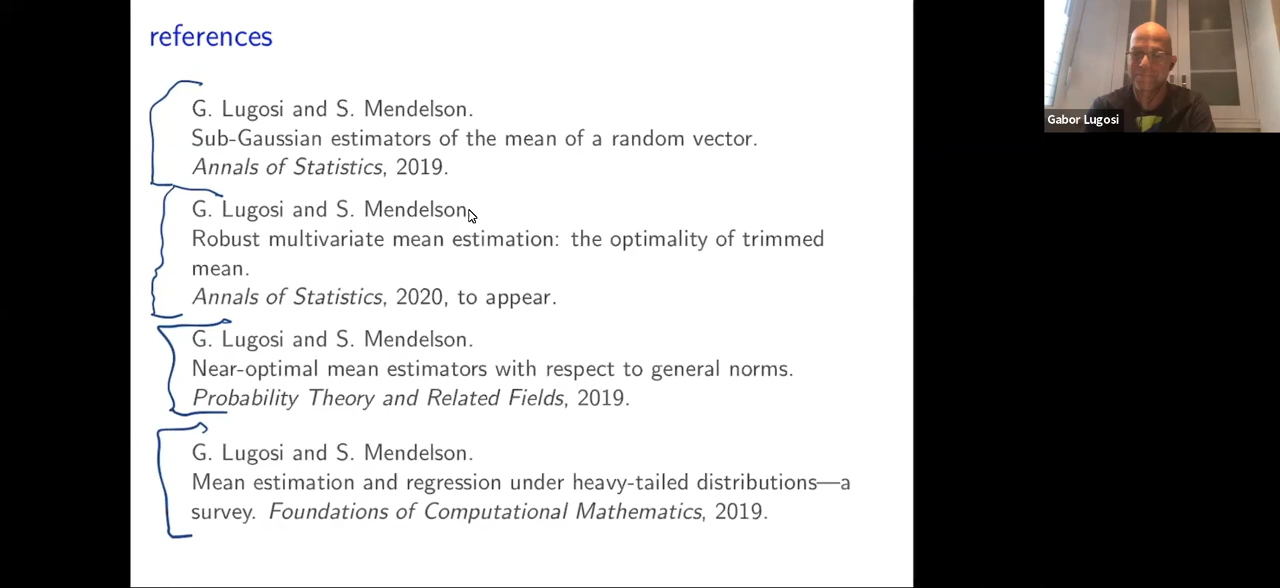 references
G. Lugosi and S. Mendelson.
Sub-Gaussian estimators of the mean of a random vector.
Annals of Statistics, 2019.
G. Lugosi and S. Mendelson.
Robust multivariate mean estimation: the optimality of trimmed
mean.
Annals of Statistics, 2020, to appear.
G. Lugosi and S. Mendelson.
Near-optimal mean estimators with respect to general norms.
Probability Theory and Related Fields, 2019.
G. Lugosi and S. Mendelson.
Mean estimation and regression under heavy-tailed distributions—a
survey. Foundations of Computational Mathematics, 2019.
Gabor Lugosi